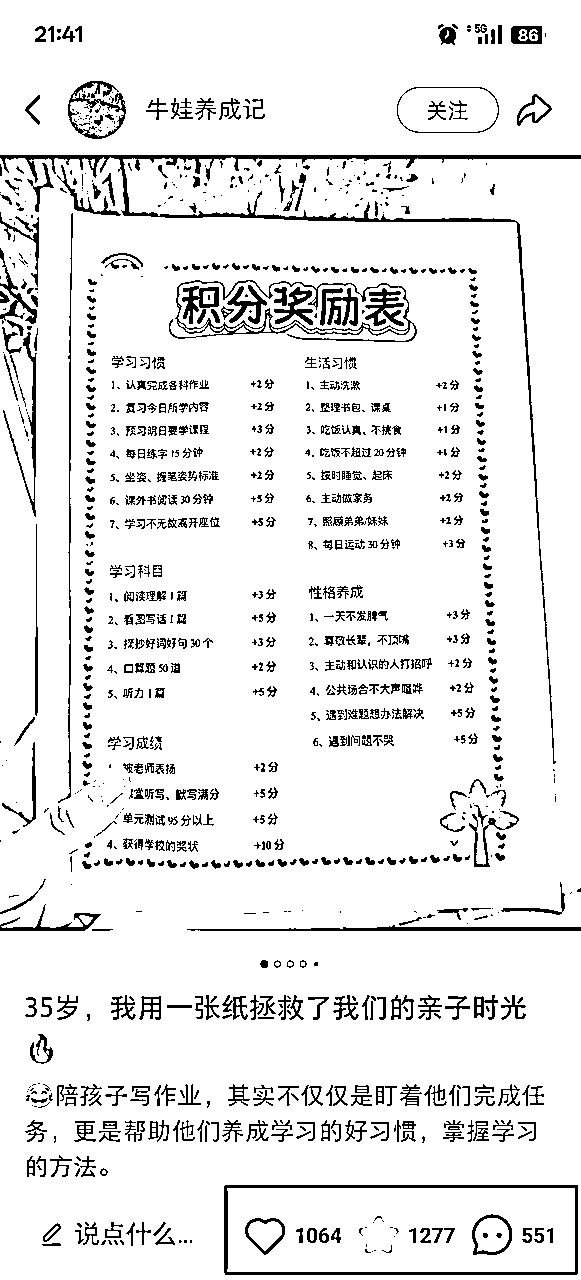 21:41
5G
86
牛娃养成记
关注
积分奖励表
学习习惯
1、认真完成各科作业 +2分
2、复习今日所学内容 +2分
3、预习明日要学课程 +3分
4、每日练字15分钟 +2分
5、坐姿、握笔姿势标准 +2分
6、课外书阅读30分钟 +5分
7、学习不无故离开座位 +5分
学习科目
1、阅读理解1篇 +3分
2、看图写话1篇 +5分
3、摘抄好词好句30个 +3分
4、口算题50道 +2分
5、听力1篇 +5分
学习成绩
被老师表扬 +2分
堂听写、默写满分 +5分
单元测试95分以上 +5分
4、获得学校的奖状 +10分
生活习惯
1、主动洗漱 +2分
2、整理书包、课桌 +1分
3、吃饭认真、不挑食 +1分
4、吃饭不超过20分钟 +1分
5、按时睡觉、起床 +2分
6、主动做家务 +2分
7、照顾弟弟/妹妹 +2分
8、每日运动30分钟 +3分
性格养成
1、一天不发脾气 +3分
2、尊敬长辈，不顶嘴 +3分
3、主动和认识的人打招呼 +2分
4、公共场合不大声喧哗 +2分
5、遇到难题想办法解决 +5分
6、遇到问题不哭 +5分
35岁，我用一张纸拯救了我们的亲子时光
🔥
😂陪孩子写作业，其实不仅仅是盯着他们完成任
务，更是帮助他们养成学习的好习惯，掌握学习
的方法。
说点什么...
1064
1277
551